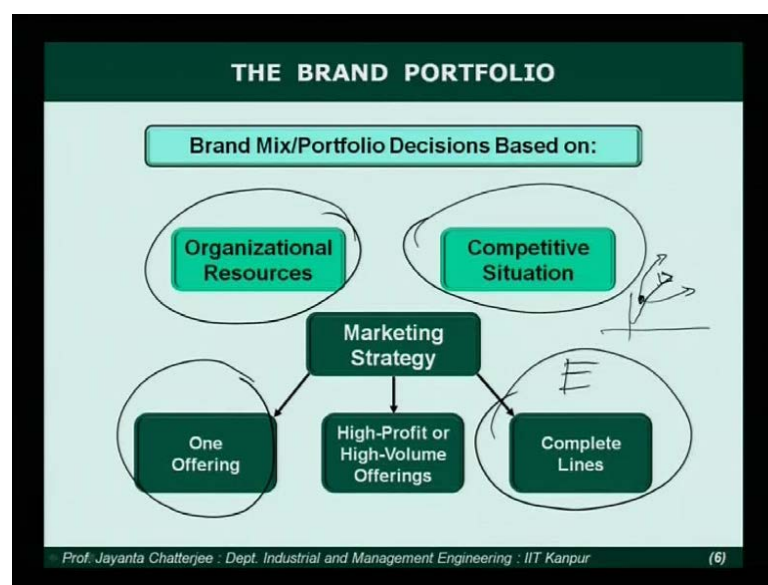 THE BRAND PORTFOLIO
Brand Mix/Portfolio Decisions Based on:
Organizational
Resources
Competitive
Situation
Marketing
Strategy
E
One
Offering
High-Profit or
High-Volume
Offerings
Complete
Lines
Prof. Jayanta Chatterjee : Dept. Industrial and Management Engineering : IIT Kanpur
(6)